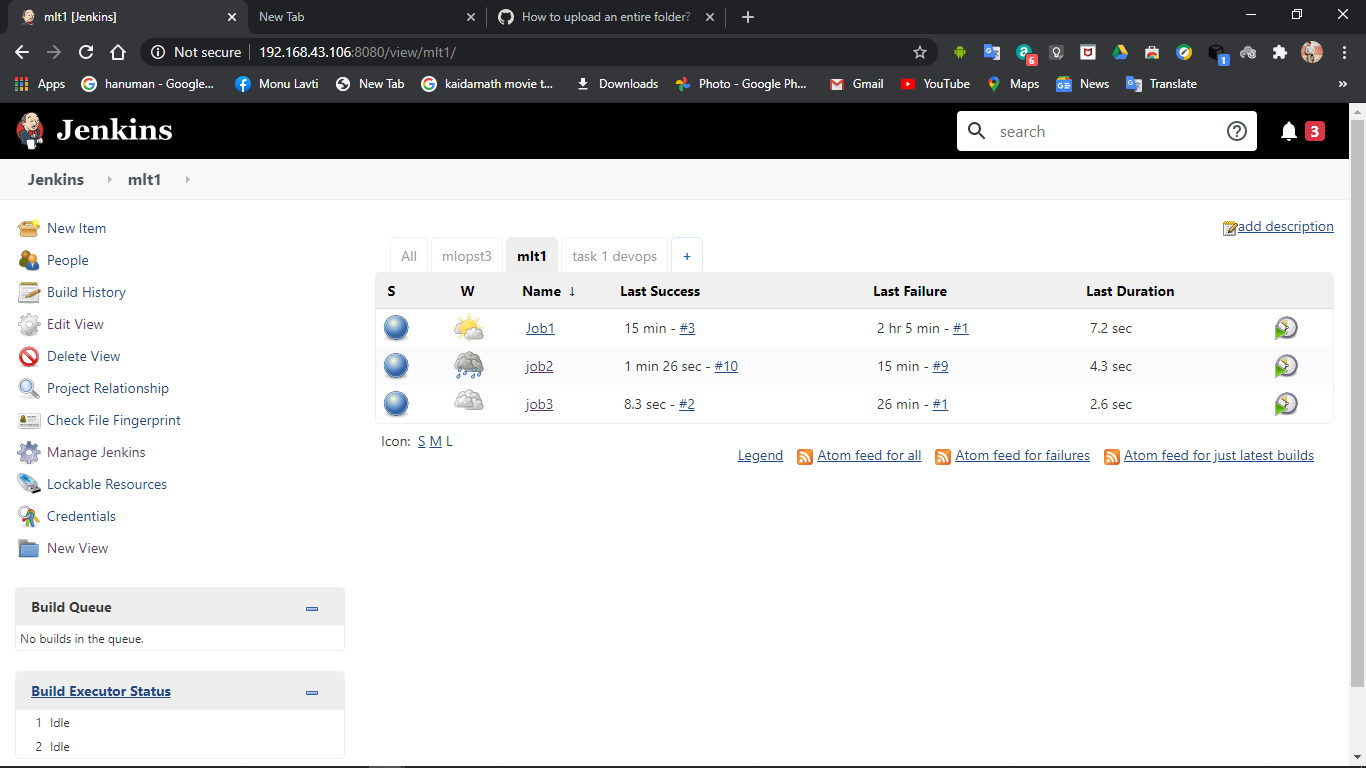 mlt1 [Jenkins]
New Tab
How to upload an entire folder?
Not secure 192.168.43.106:8080/view/mlt1/
6
1
Apps
hanuman - Google...
Monu Lavti
New Tab
kaidarnath movie t...
Downloads
Photo - Google Ph...
Gmail
YouTube
Maps
News
Translate
Jenkins
search
3
Jenkins
mlt1
New Item
People
Build History
Edit View
Delete View
Project Relationship
Check File Fingerprint
Manage Jenkins
Lockable Resources
Credentials
New View
Build Queue
No builds in the queue.
Build Executor Status
1 Idle
2 Idle
add description
All mlopst3 mlt1 task 1 devops +
S W Name ↓ Last Success Last Failure Last Duration
Job1 15 min - #3 2 hr 5 min - #1 7.2 sec
job2 1 min 26 sec - #10 15 min - #9 4.3 sec
job3 8.3 sec - #2 26 min - #1 2.6 sec
Icon: S M L
Legend Atom feed for all Atom feed for failures Atom feed for just latest builds